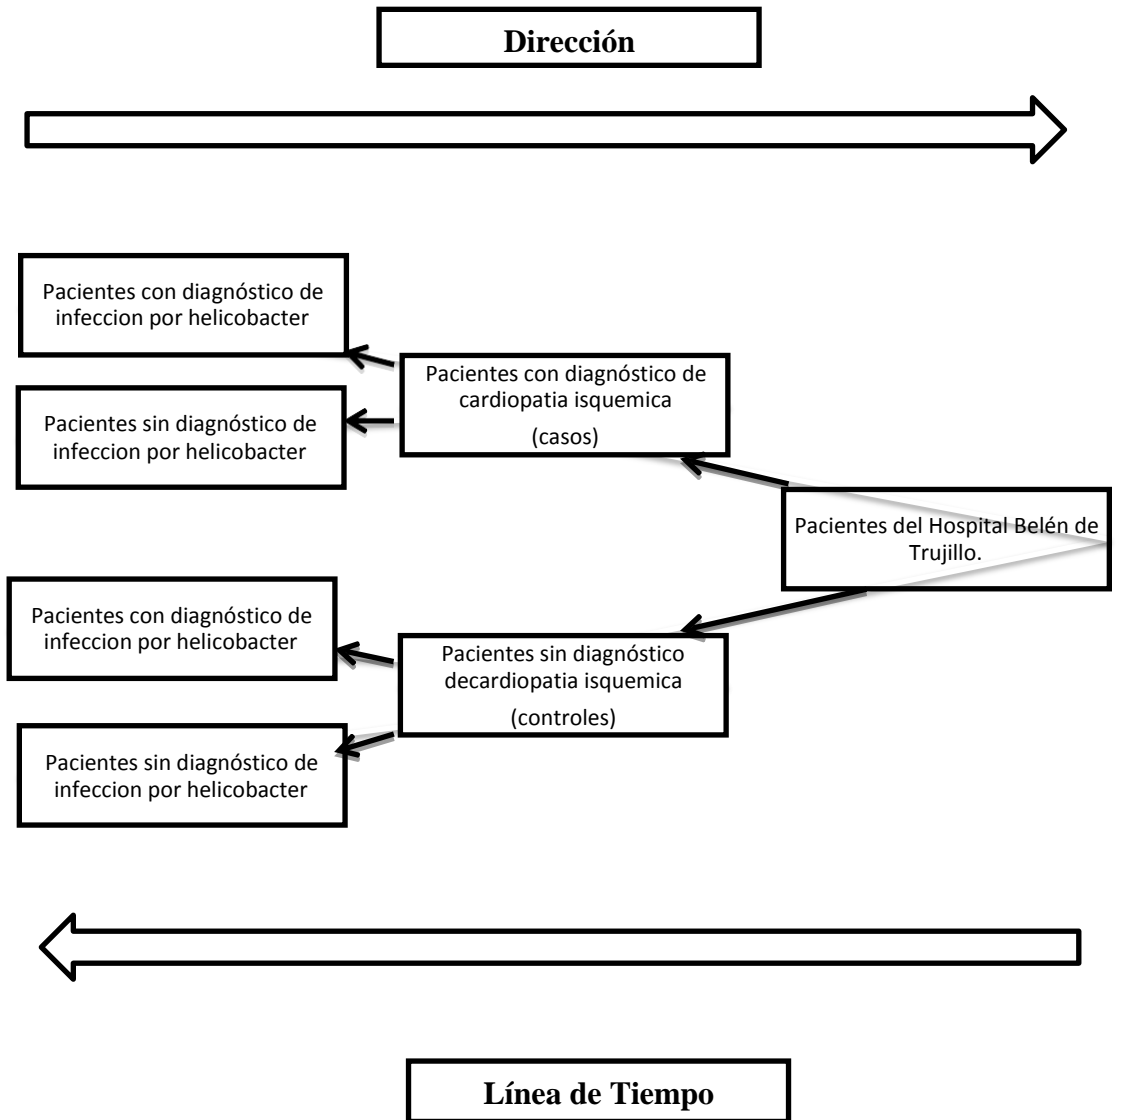 Dirección
Pacientes con diagnóstico de
infeccion por helicobacter
Pacientes con diagnóstico de
cardiopatia isquemica
(casos)
Pacientes sin diagnóstico de
infeccion por helicobacter
Pacientes del Hospital Belén de
Trujillo.
Pacientes con diagnóstico de
infeccion por helicobacter
Pacientes sin diagnóstico
decardiopatia isquemica
(controles)
Pacientes sin diagnóstico de
infeccion por helicobacter
Línea de Tiempo